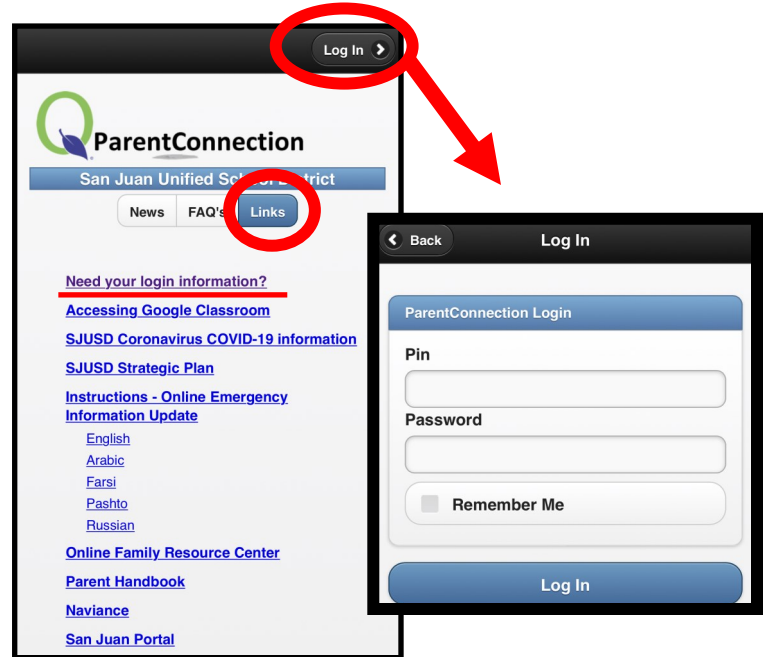 Log In
Q ParentConnection
San Juan Unified School District
News FAQ's Links
Need your login information?
Accessing Google Classroom
SJUSD Coronavirus COVID-19 information
SJUSD Strategic Plan
Instructions - Online Emergency
Information Update
English
Arabic
Farsi
Pashto
Russian
Online Family Resource Center
Parent Handbook
Naviance
San Juan Portal
Back Log In
ParentConnection Login
Pin
Password
Remember Me
Log In